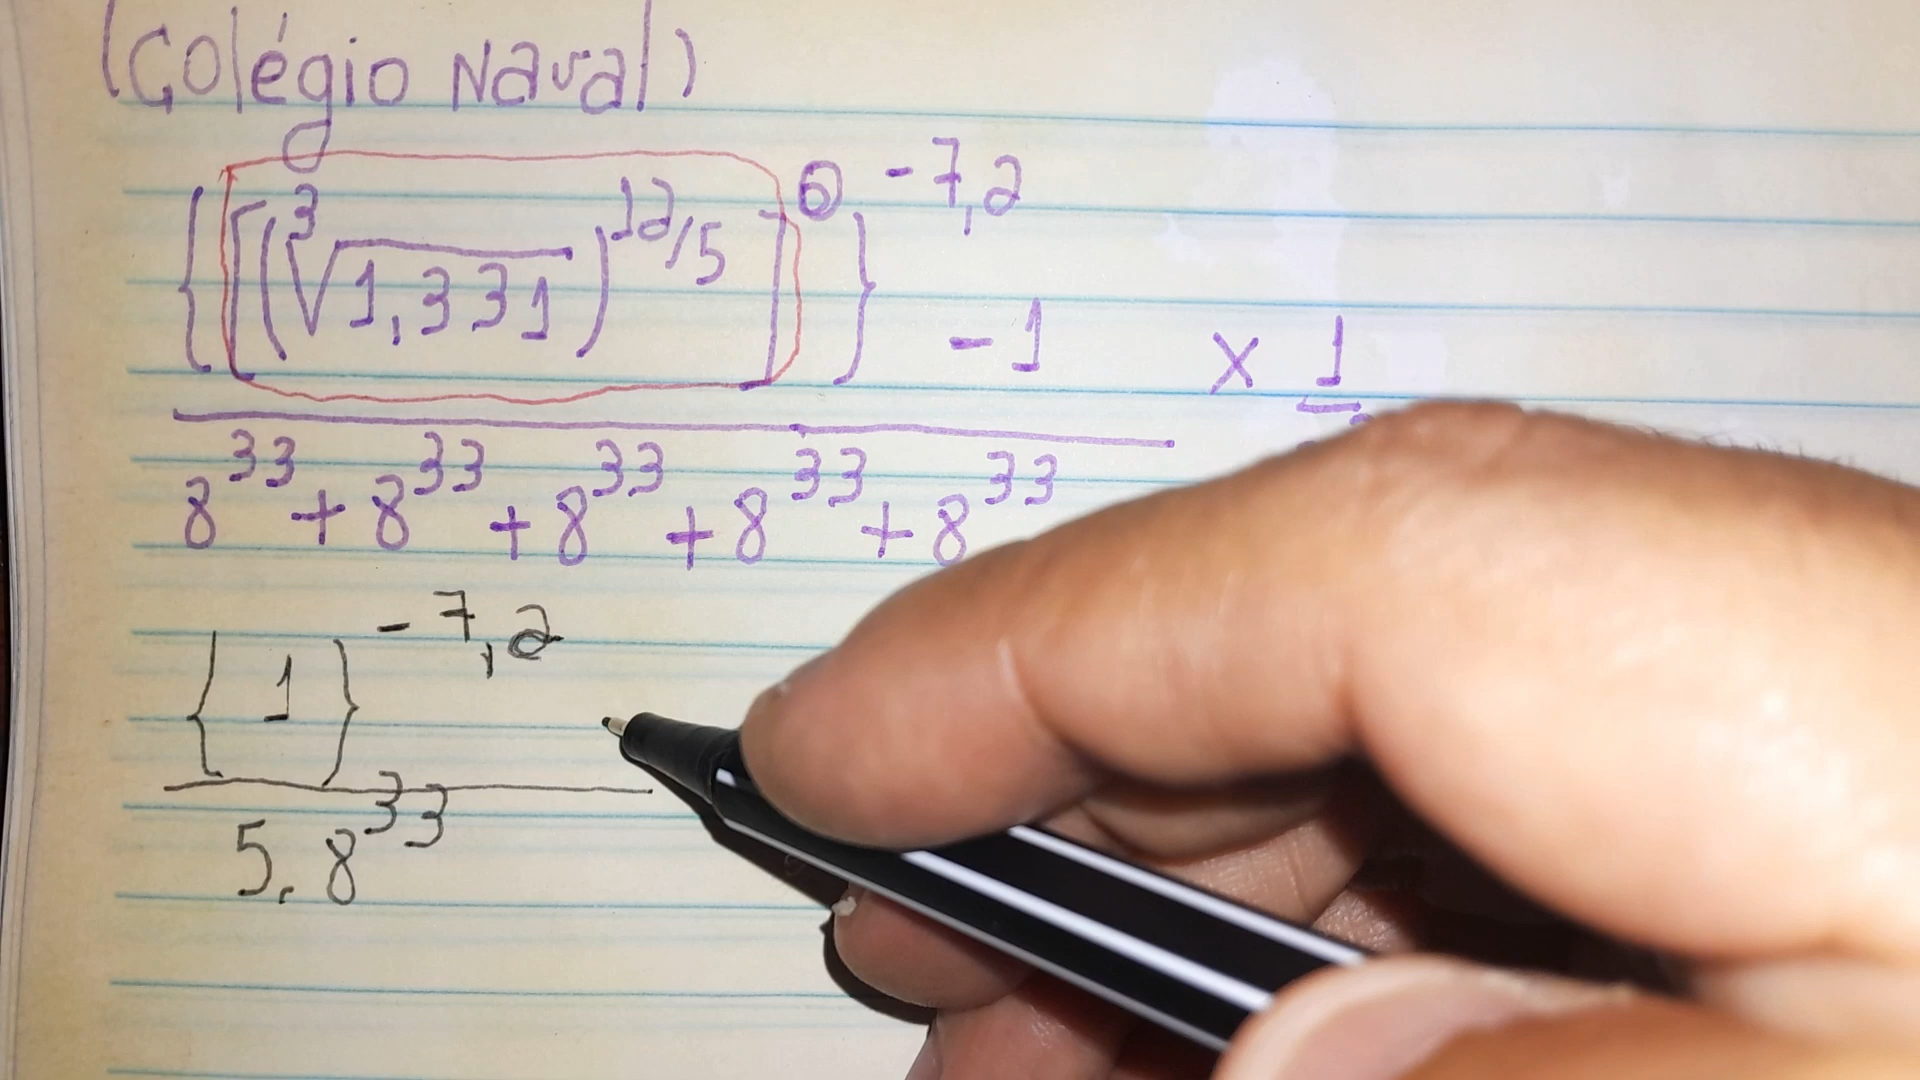 (Colégio Naval)
{[(∛1,331)^12/5]^0}^-7,2 - 1 x 1
8^33 + 8^33 + 8^33 + 8^33 + 8^33
{1}^-7,2
5.8^33